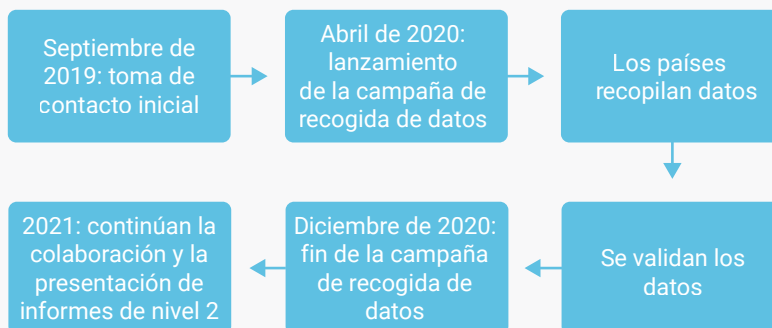 Septiembre de
2019: toma de
contacto inicial
Abril de 2020:
lanzamiento
de la campaña de
recogida de datos
Los países
recopilan datos
Se validan los
datos
Diciembre de 2020:
fin de la campaña
de recogida de
datos
2021: continúan la
colaboración y la
presentación de
informes de nivel 2